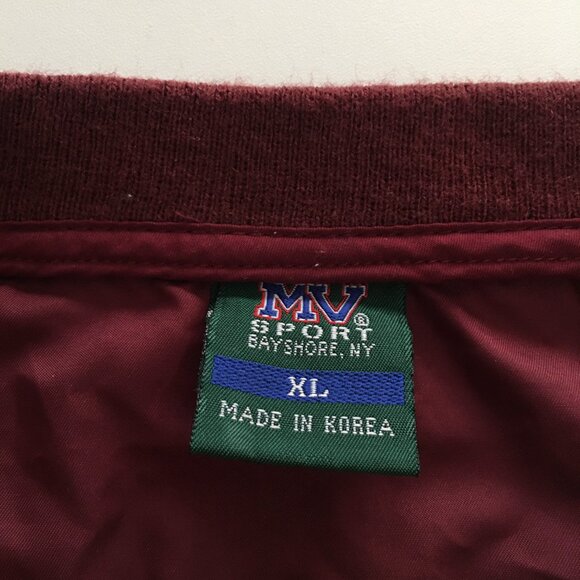 MV
SPORT®
BAYSHORE, NY
XL
MADE IN KOREA